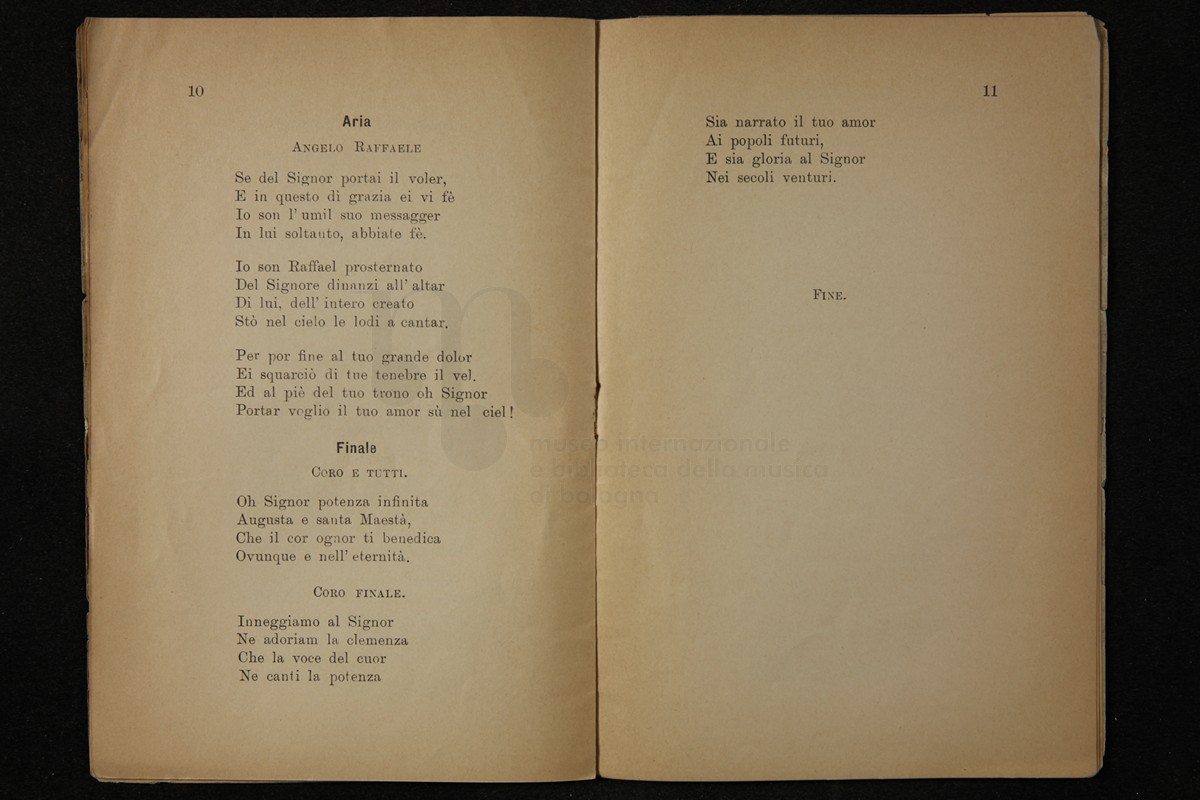 10
Aria
Angelo Raffaele
Se del Signor portai il voler,
E in questo dì grazia ei vi fè
Io son l' umil suo messagger
In lui soltanto, abbiate fè.
Io son Raffael prosternato
Del Signore dinanzi all' altar
Di lui, dell' intero creato
Stò nel cielo le lodi a cantar.
Per por fine al tuo grande dolor
Ei squarciò di tue tenebre il vel.
Ed al piè del tuo trono oh Signor
Portar voglio il tuo amor sù nel ciel!
Finale
Coro e tutti.
Oh Signor potenza infinita
Augusta e santa Maestà,
Che il cor ognor ti benedica
Ovunque e nell' eternità.
Coro finale.
Inneggiamo al Signor
Ne adoriam la clemenza
Che la voce del cuor
Ne canti la potenza
11
Sia narrato il tuo amor
Ai popoli futuri,
E sia gloria al Signor
Nei secoli venturi.
Fine.
museo internazionale
e biblioteca della musica
di bologna